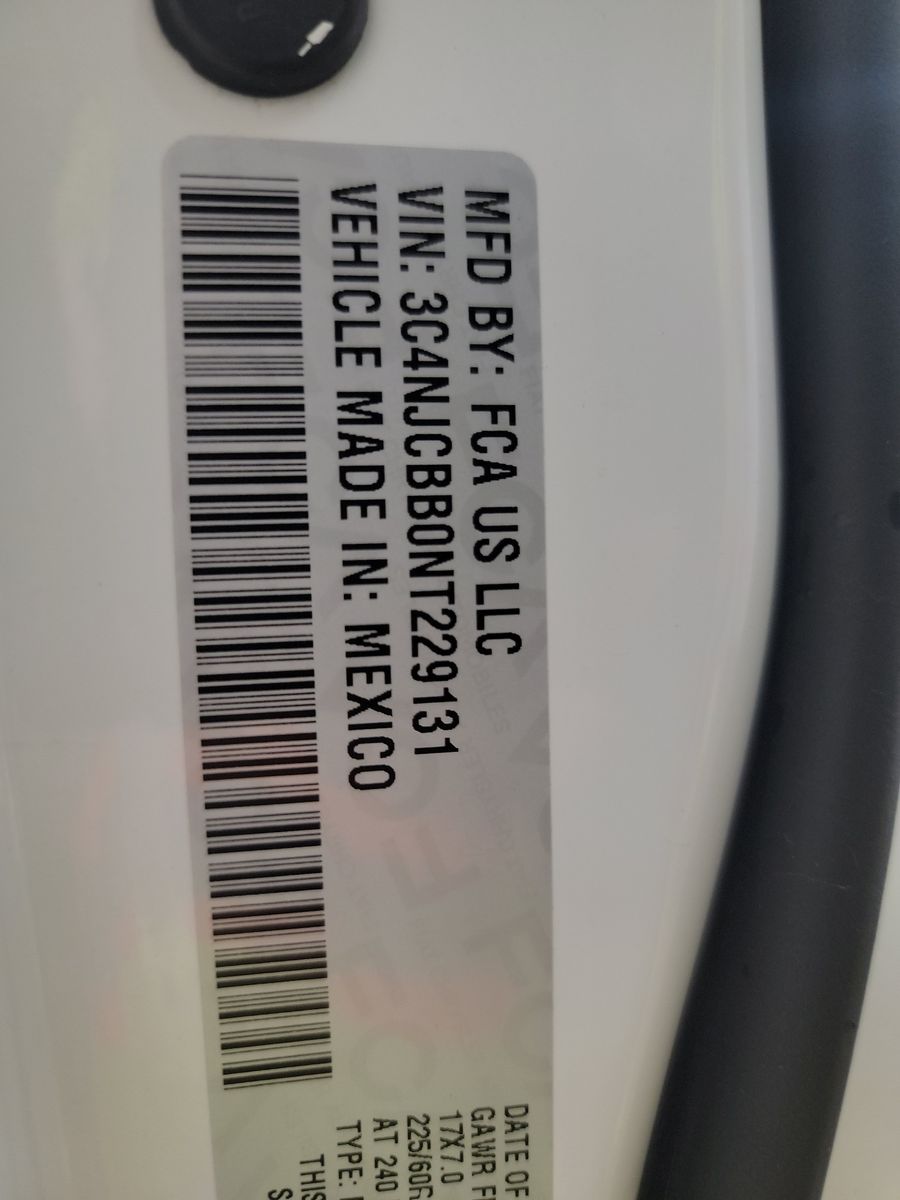 MFD BY: FCA US LLC
VIN: 3C4NJCBB0NT229131
VEHICLE MADE IN: MEXICO
DATE OF
GAWR
17X7.0
225/60R
AT 240
TYPE:
THIS